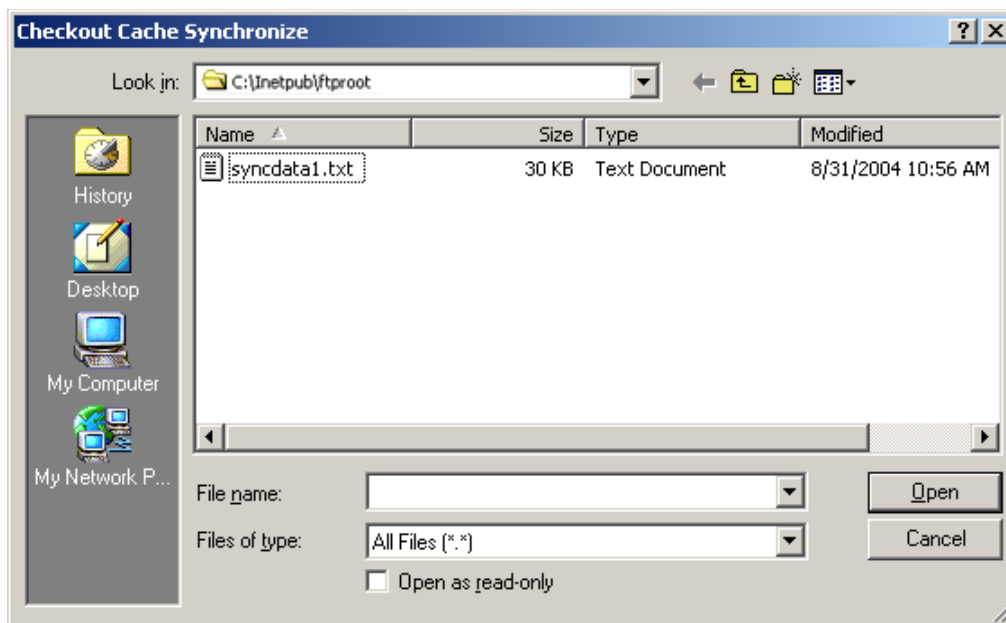 Checkout Cache Synchronize
Look in: C:\Inetpub\ftproot
Name Size Type Modified
syncdata1.txt 30 KB Text Document 8/31/2004 10:56 AM
History
Desktop
My Computer
My Network P...
File name: Open
Files of type: All Files (*.*) Cancel
Open as read-only